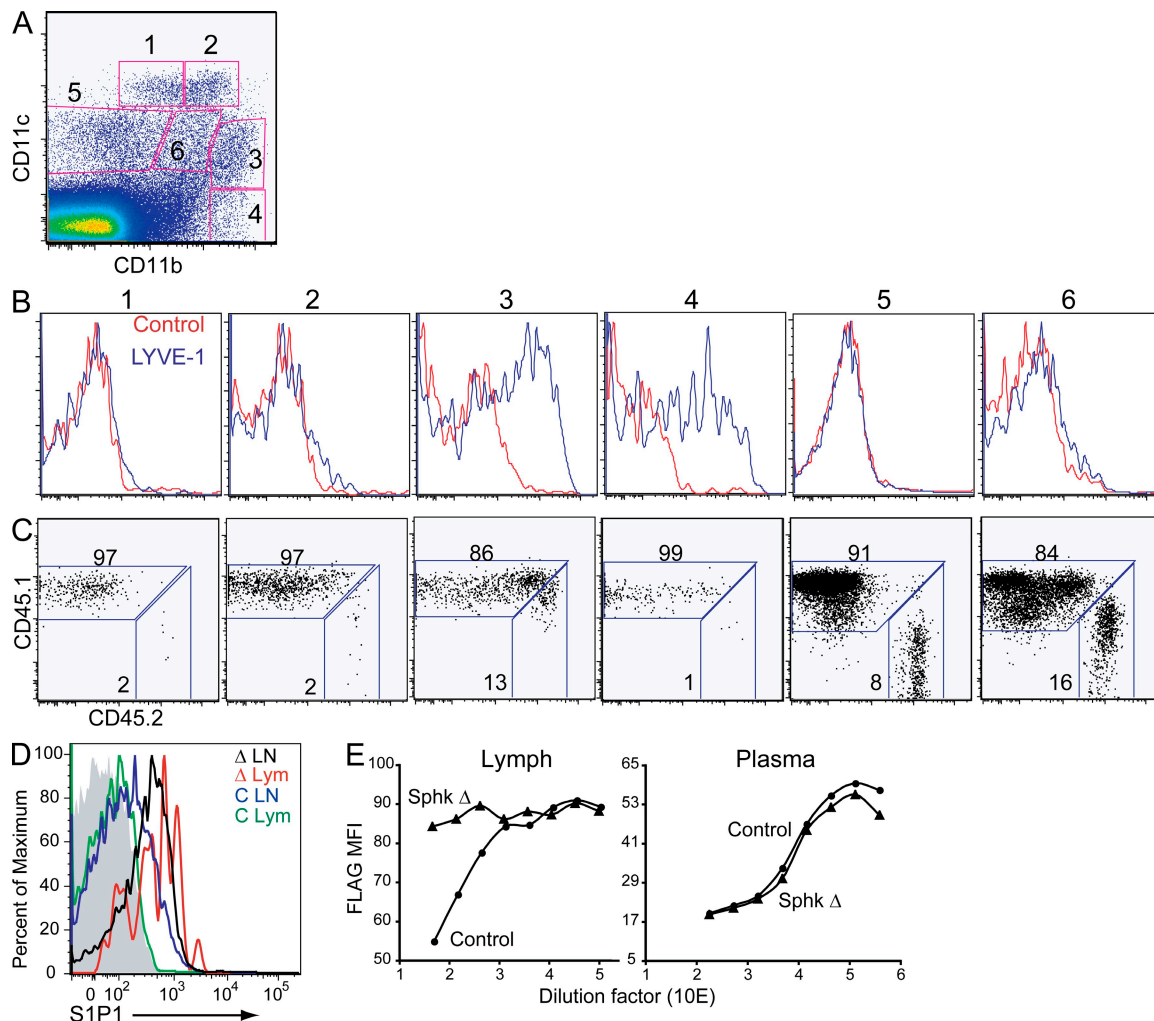 A
1 2
5
6
3
4
CD11c
CD11b
B
1 2 3 4 5 6
Control
LYVE-1
C
97 97 86 99 91 84
2 2 13 1 8 16
CD45.1
CD45.2
D
100
80
60
40
20
0
Percent of Maximum
Δ LN
Δ Lym
C LN
C Lym
0 10² 10³ 10⁴ 10⁵
S1P1
E
Lymph
100
90
80
70
60
50
FLAG MFI
Sphk Δ
Control
1 2 3 4 5
Plasma
65
53
41
29
17
5
Control
Sphk Δ
1 2 3 4 5 6
Dilution factor (10E)